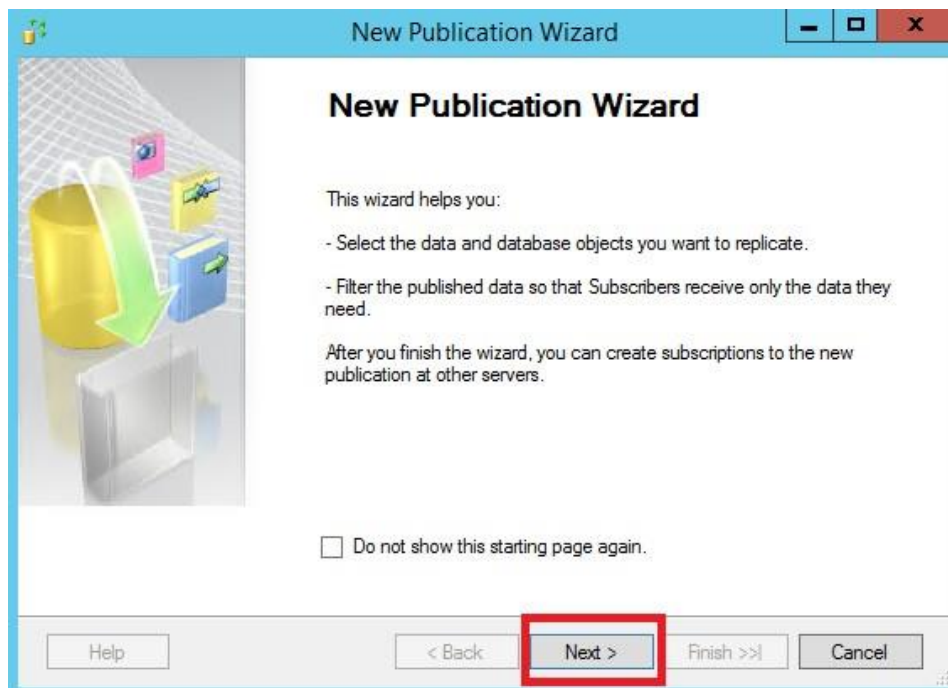 New Publication Wizard
New Publication Wizard
This wizard helps you:
- Select the data and database objects you want to replicate.
- Filter the published data so that Subscribers receive only the data they
need.
After you finish the wizard, you can create subscriptions to the new
publication at other servers.
Do not show this starting page again.
Help
< Back
Next >
Finish >>|
Cancel